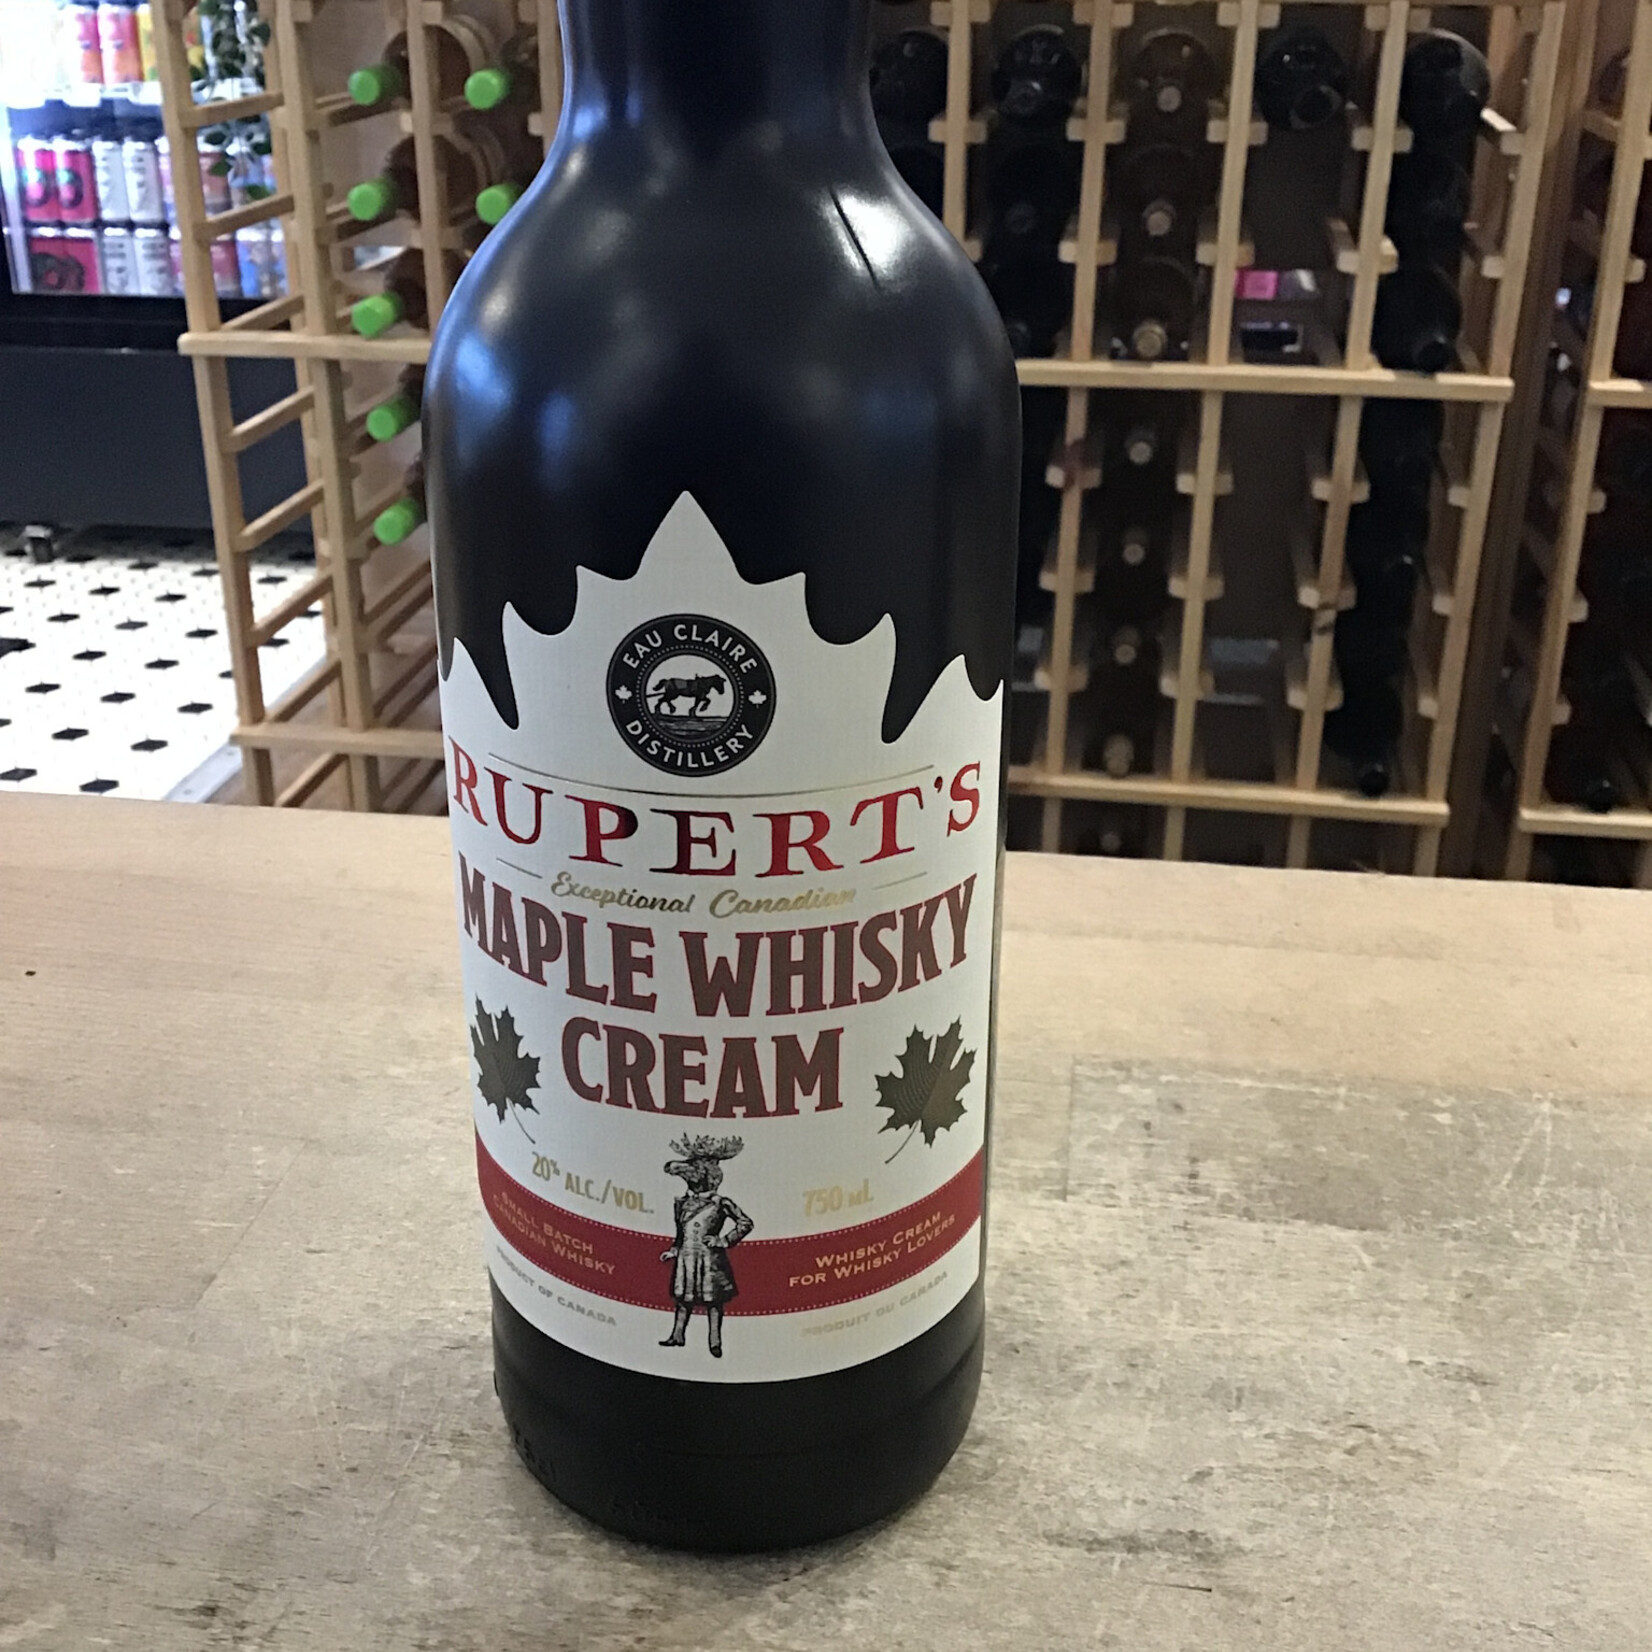 EAU CLAIRE
DISTILLERY
RUPERT'S
Exceptional Canadian
MAPLE WHISKY
CREAM
20% ALC./VOL.
750 mL
SMALL BATCH
CANADIAN WHISKY
WHISKY CREAM
FOR WHISKY LOVERS
PRODUCT OF CANADA
PRODUIT DU CANADA